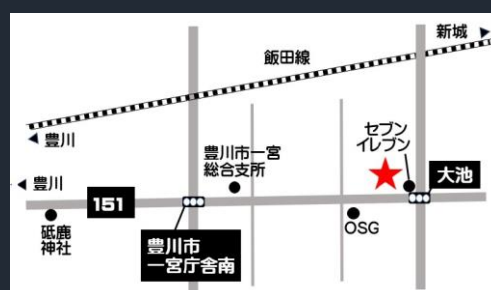 新城
飯田線
豊川
豊川
151
砥鹿
神社
豊川市
一宮庁舎南
豊川市一宮
総合支所
セブン
イレブン
大池
OSG